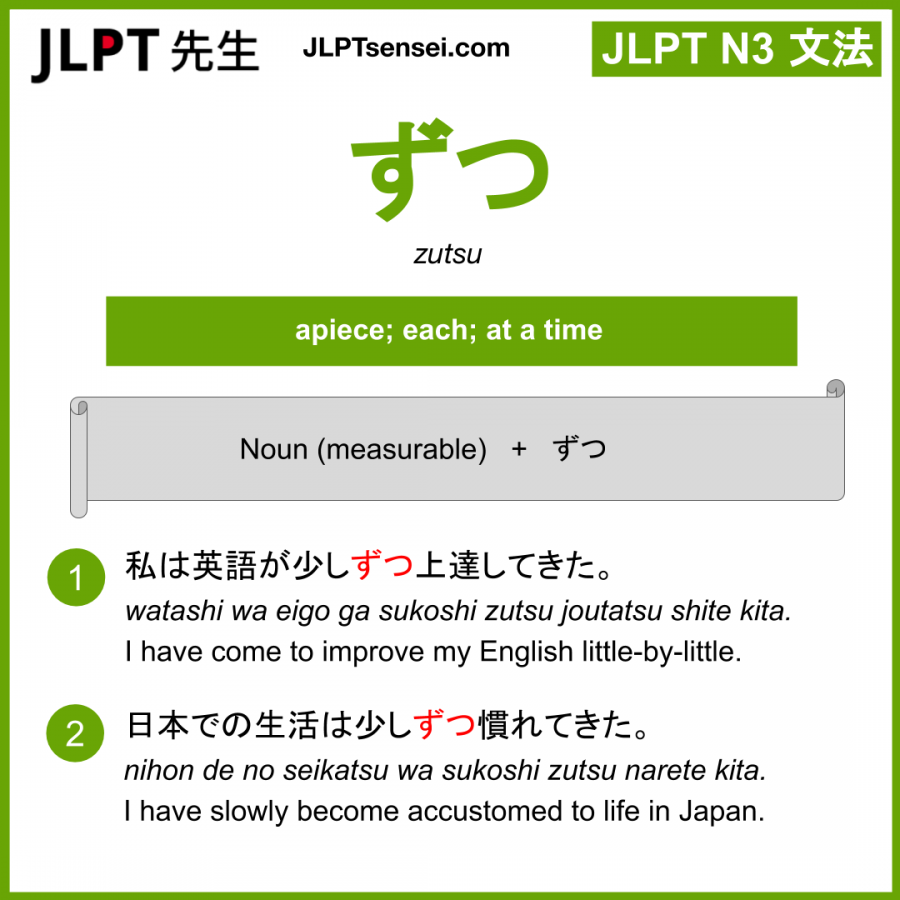 JLPT 先生 JLPTsensei.com JLPT N3 文法
ずつ
zutsu
apiece; each; at a time
Noun (measurable) + ずつ
1 私は英語が少しずつ上達してきた。
watashi wa eigo ga sukoshi zutsu joutatsu shite kita.
I have come to improve my English little-by-little.
2 日本での生活は少しずつ慣れてきた。
nihon de no seikatsu wa sukoshi zutsu narete kita.
I have slowly become accustomed to life in Japan.